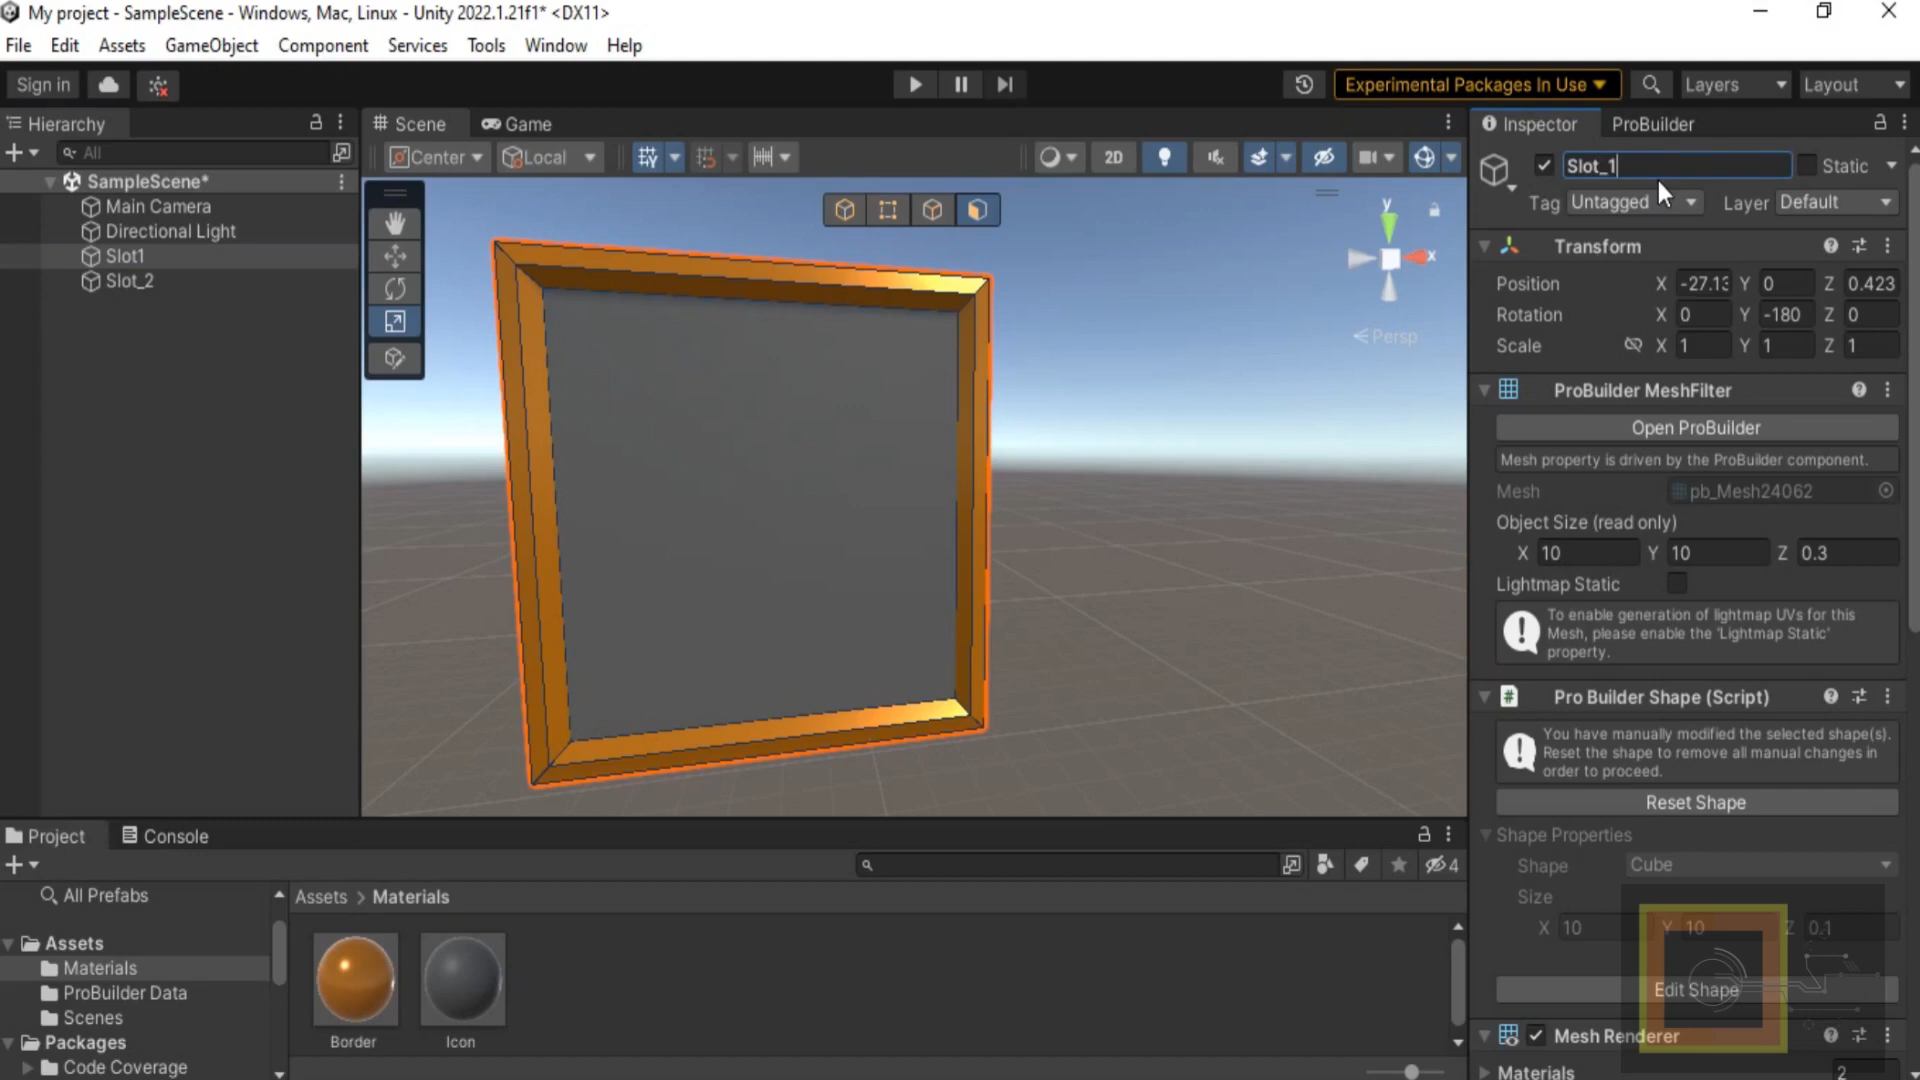 My project - SampleScene - Windows, Mac, Linux - Unity 2022.1.21f1* <DX11>
File Edit Assets GameObject Component Services Tools Window Help
Sign in
Experimental Packages In Use
Layers
Layout
Hierarchy
All
SampleScene*
Main Camera
Directional Light
Slot1
Slot_2
Scene
Game
Center
Local
2D
y
x
Persp
Inspector
ProBuilder
Slot_1
Static
Tag Untagged Layer Default
Transform
Position X -27.13 Y 0 Z 0.423
Rotation X 0 Y -180 Z 0
Scale X 1 Y 1 Z 1
ProBuilder MeshFilter
Open ProBuilder
Mesh property is driven by the ProBuilder component.
Mesh pb_Mesh24062
Object Size (read only)
X 10 Y 10 Z 0.3
Lightmap Static
To enable generation of lightmap UVs for this
Mesh, please enable the 'Lightmap Static'
property.
Pro Builder Shape (Script)
You have manually modified the selected shape(s).
Reset the shape to remove all manual changes in
order to proceed.
Reset Shape
Shape Properties
Shape Cube
Size
X 10 Y 10 Z 0.1
Edit Shape
Mesh Renderer
Materials 2
Project
Console
4
All Prefabs
Assets
Materials
ProBuilder Data
Scenes
Packages
Code Coverage
Assets > Materials
Border
Icon